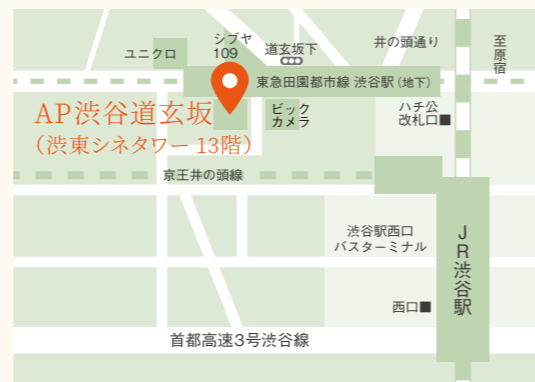 ユニクロ
シブヤ
109
道玄坂下
井の頭通り
至原宿
東急田園都市線 渋谷駅（地下）
AP渋谷道玄坂
（渋東シネタワー 13階）
ビック
カメラ
ハチ公
改札口■
京王井の頭線
渋谷駅西口
バスターミナル
JR渋谷駅
西口■
首都高速3号渋谷線